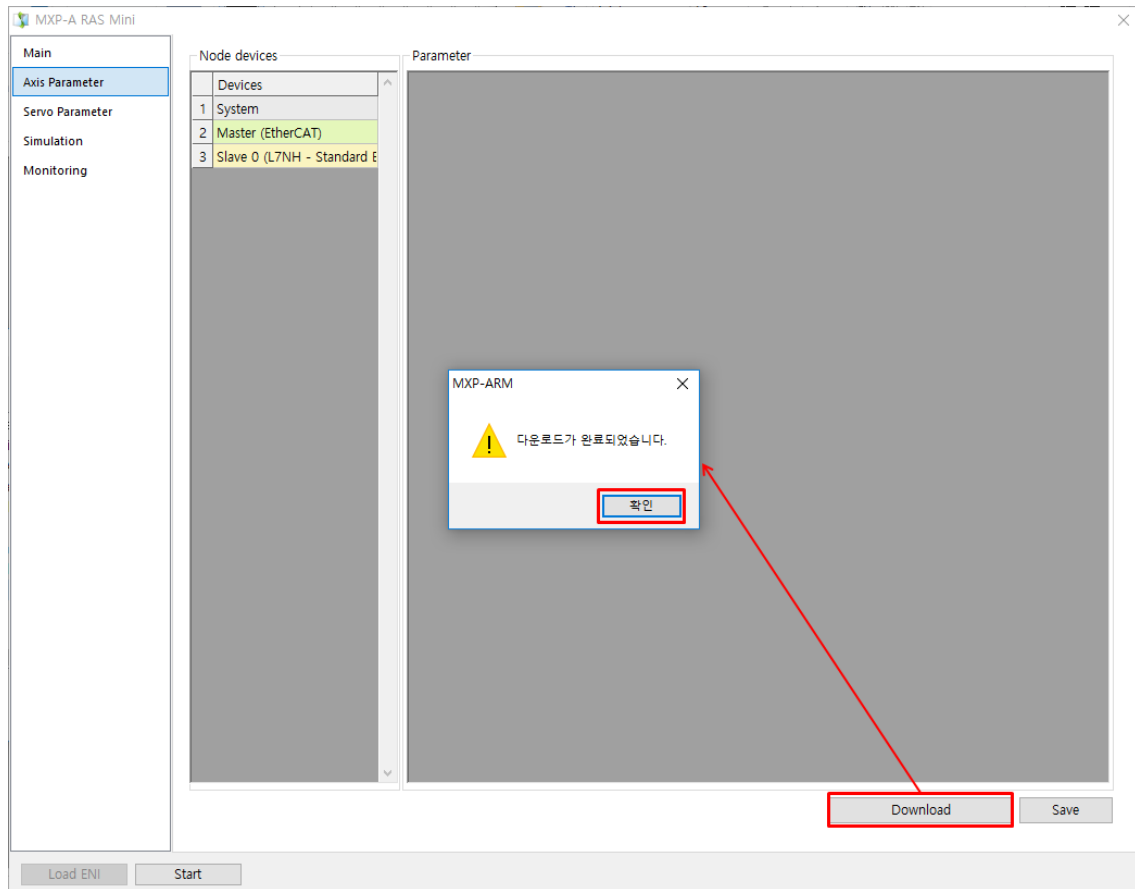 MXP-A RAS Mini
Main
Axis Parameter
Servo Parameter
Simulation
Monitoring
Node devices
Devices
1 System
2 Master (EtherCAT)
3 Slave 0 (L7NH - Standard E
Parameter
MXP-ARM
다운로드가 완료되었습니다.
확인
Download
Save
Load ENI
Start